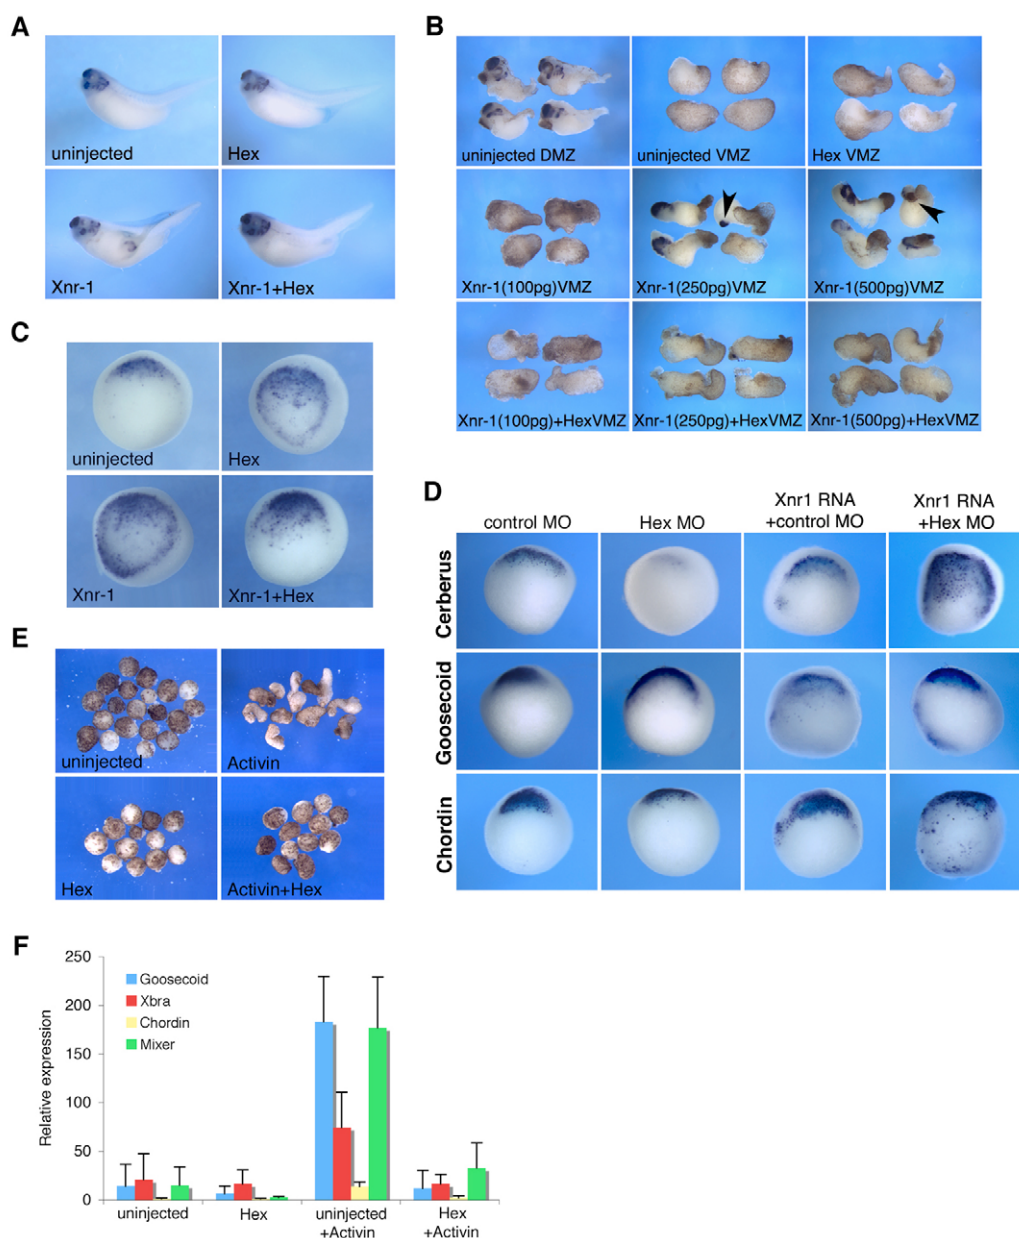 A
uninjected
Hex
Xnr-1
Xnr-1+Hex
B
uninjected DMZ
uninjected VMZ
Hex VMZ
Xnr-1(100pg)VMZ
Xnr-1(250pg)VMZ
Xnr-1(500pg)VMZ
Xnr-1(100pg)+HexVMZ
Xnr-1(250pg)+HexVMZ
Xnr-1(500pg)+HexVMZ
C
uninjected
Hex
Xnr-1
Xnr-1+Hex
D
control MO
Hex MO
Xnr1 RNA
+control MO
Xnr1 RNA
+Hex MO
Cerberus
Goosecoid
Chordin
E
uninjected
Activin
Hex
Activin+Hex
F
Relative expression
250
200
150
100
50
0
Goosecoid
Xbra
Chordin
Mixer
uninjected
Hex
uninjected
+Activin
Hex
+Activin